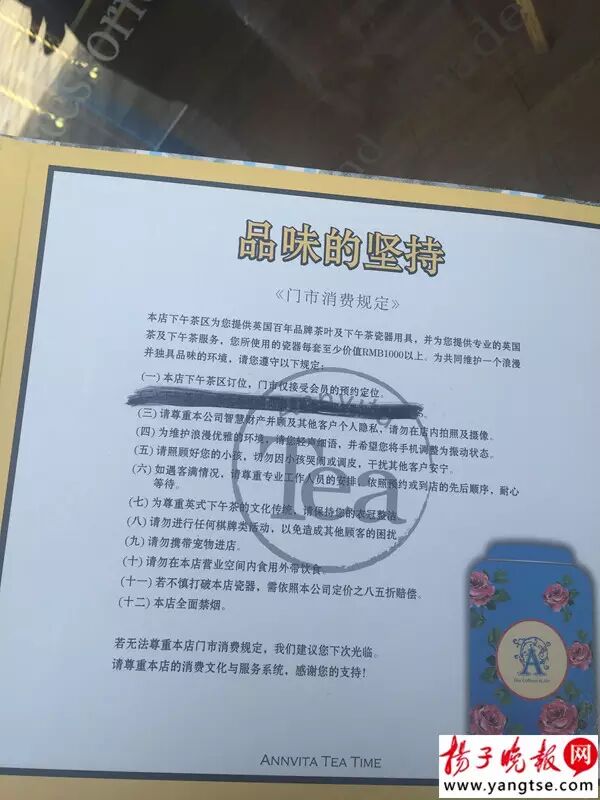 品味的坚持
《门市消费规定》
本店下午茶区为您提供英国百年品牌茶叶及下午茶瓷器用具，并为您提供专业的英国
茶及下午茶服务，您所使用的瓷器每套至少价值RMB1000以上。为共同维护一个浪漫
并独具品味的环境，请您遵守以下规定：
(一) 本店下午茶区订位，门市仅接受会员的预约定位。
(三) 请尊重本公司智慧财产并顾及其他客户个人隐私，请勿在店内拍照及摄像。
(四) 为维护浪漫优雅的环境，请您轻声细语，并希望您将手机调整为振动状态。
(五) 请照顾好您的小孩，切勿因小孩哭闹或调皮，干扰其他客户安宁。
(六) 如遇客满情况，请尊重专业工作人员的安排，依照预约或到店的先后顺序，耐心
等待。
(七) 为尊重英式下午茶的文化传统，请保持您的衣冠整洁。
(八) 请勿进行任何棋牌类活动，以免造成其他顾客的困扰。
(九) 请勿携带宠物进店。
(十) 请勿在本店营业空间内食用外带饮食。
(十一) 若不慎打破本店瓷器，需依照本公司定价之八五折赔偿。
(十二) 本店全面禁烟。
若无法尊重本店门市消费规定，我们建议您下次光临。
请尊重本店的消费文化与服务系统，感谢您的支持！
Annvita
Tea
A
ANNVITA TEA TIME
扬子晚报网
www.yangtse.com